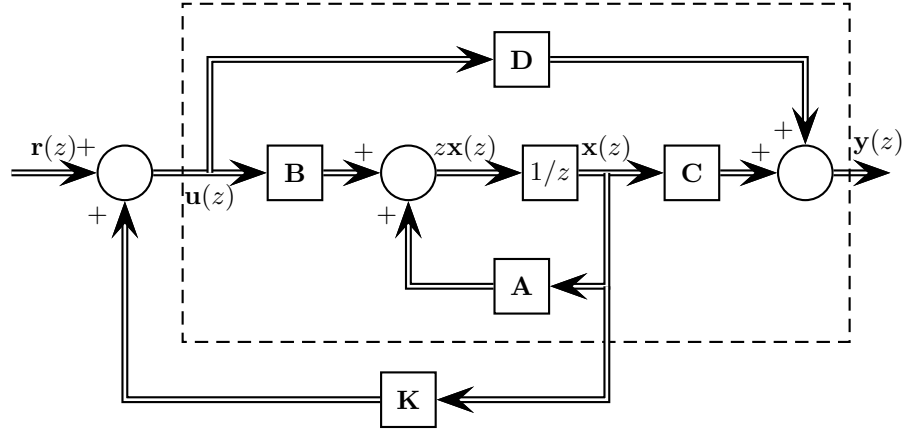 D
r(z)+
u(z)
B
+
zx(z)
1/z
x(z)
C
+
+
y(z)
+
+
A
K